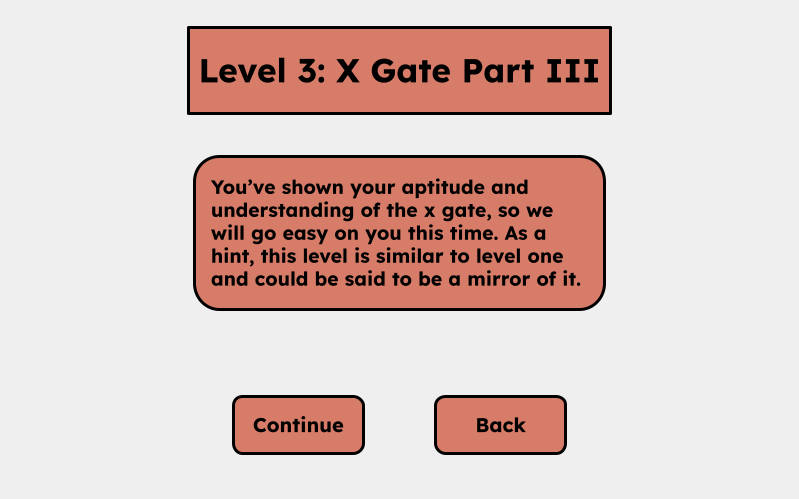 Level 3: X Gate Part III
You’ve shown your aptitude and
understanding of the x gate, so we
will go easy on you this time. As a
hint, this level is similar to level one
and could be said to be a mirror of it.
Continue
Back